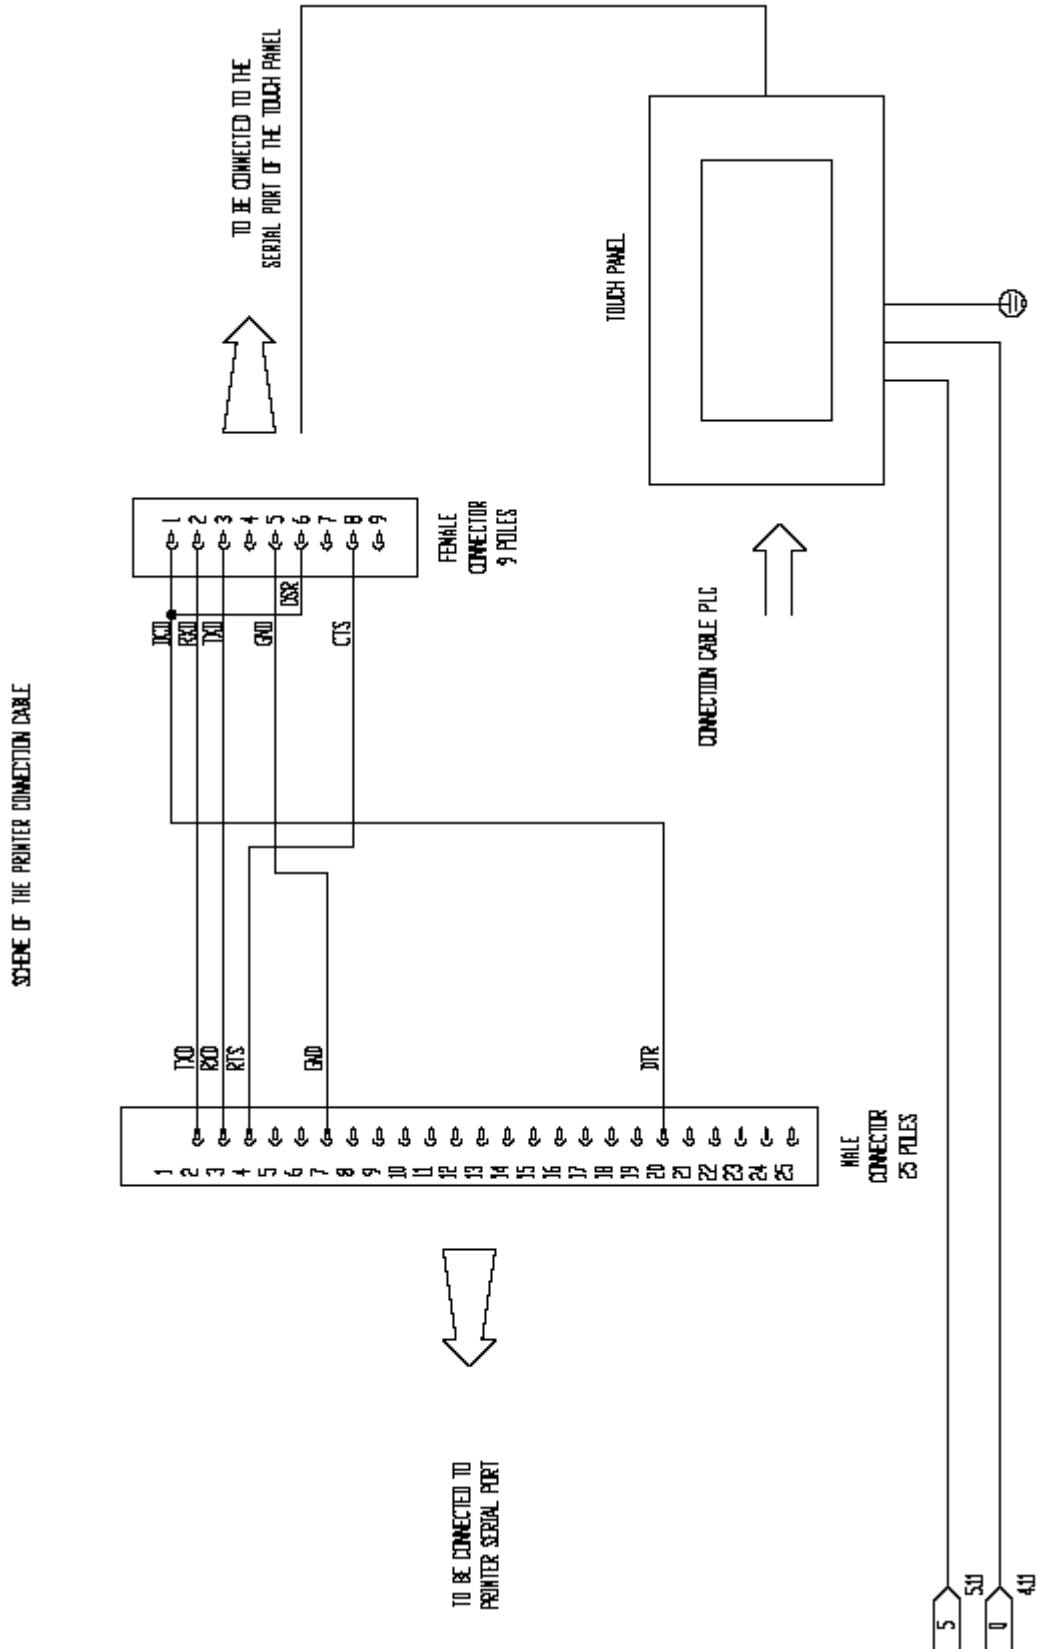 SCHEME OF THE PRINTER CONNECTION CABLE
TO BE CONNECTED TO THE
SERIAL PORT OF THE TOUCH PANEL
1
2
3
4
5
6
7
8
9
FEMALE
CONNECTOR
9 POLES
DCD
RXD
TXD
GND
DSR
CTS
TOUCH PANEL
CONNECTION CABLE PLC
TXD
RXD
RTS
GND
DTR
1
2
3
4
5
6
7
8
9
10
11
12
13
14
15
16
17
18
19
20
21
22
23
24
25
MALE
CONNECTOR
25 POLES
TO BE CONNECTED TO
PRINTER SERIAL PORT
5
5.11
0
4.11